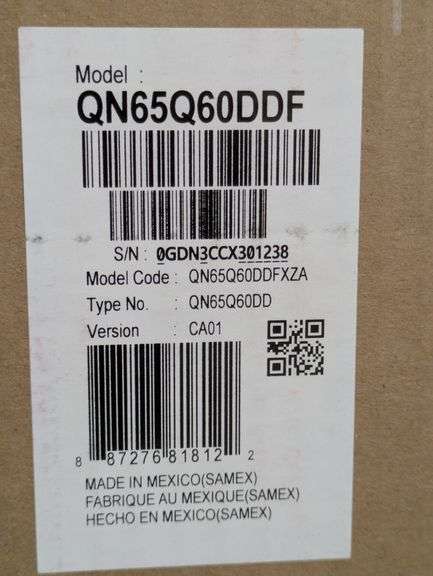 Model :
QN65Q60DDF
S/N : 0GDN3CCX301238
Model Code : QN65Q60DDFXZA
Type No. : QN65Q60DD
Version : CA01
8 87276 81812 2
MADE IN MEXICO(SAMEX)
FABRIQUE AU MEXIQUE(SAMEX)
HECHO EN MEXICO(SAMEX)